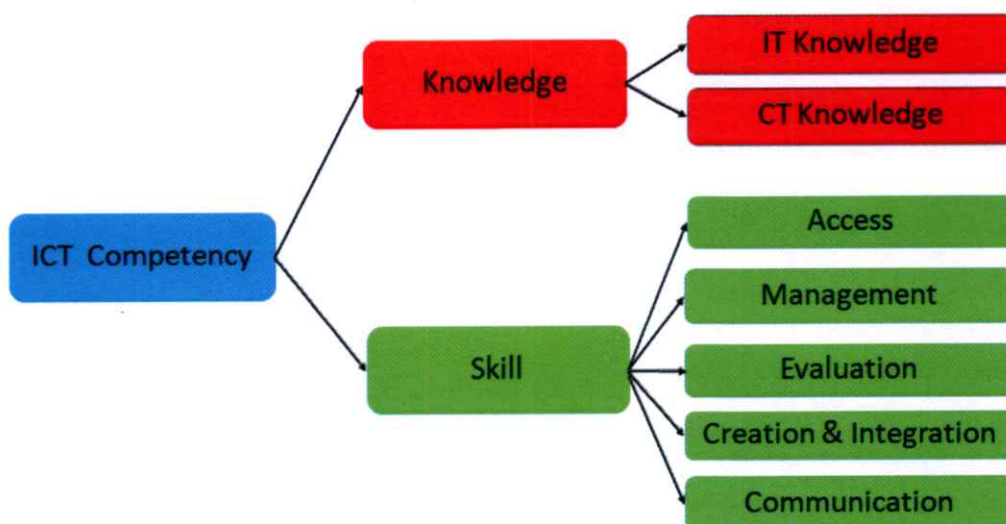 ICT Competency
Knowledge
IT Knowledge
CT Knowledge
Skill
Access
Management
Evaluation
Creation & Integration
Communication